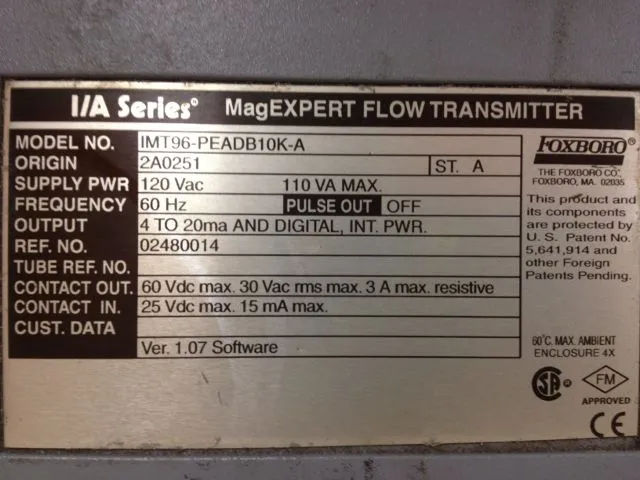 I/A Series® MagEXPERT FLOW TRANSMITTER
MODEL NO. IMT96-PEADB10K-A
ORIGIN 2A0251 ST. A
SUPPLY PWR 120 Vac 110 VA MAX.
FREQUENCY 60 Hz PULSE OUT OFF
OUTPUT 4 TO 20ma AND DIGITAL, INT. PWR.
REF. NO. 02480014
TUBE REF. NO.
CONTACT OUT. 60 Vdc max. 30 Vac rms max. 3 A max. resistive
CONTACT IN. 25 Vdc max. 15 mA max.
CUST. DATA
Ver. 1.07 Software
FOXBORO®
THE FOXBORO CO.
FOXBORO, MA. 02035
This product and
its components
are protected by
U. S. Patent No.
5,641,914 and
other Foreign
Patents Pending.
60°C. MAX. AMBIENT
ENCLOSURE 4X
SA ®
FM
APPROVED
CE